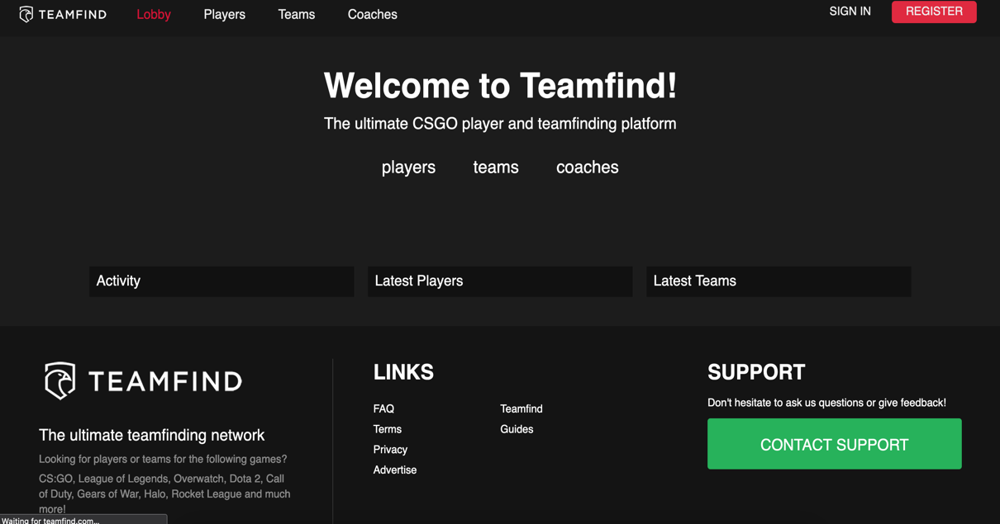 TEAMFIND Lobby Players Teams Coaches SIGN IN REGISTER
Welcome to Teamfind!
The ultimate CSGO player and teamfinding platform
players teams coaches
Activity
Latest Players
Latest Teams
TEAMFIND
The ultimate teamfinding network
Looking for players or teams for the following games?
CS:GO, League of Legends, Overwatch, Dota 2, Call
of Duty, Gears of War, Halo, Rocket League and much
more!
LINKS
FAQ
Terms
Privacy
Advertise
Teamfind
Guides
SUPPORT
Don't hesitate to ask us questions or give feedback!
CONTACT SUPPORT
Waiting for teamfind.com...